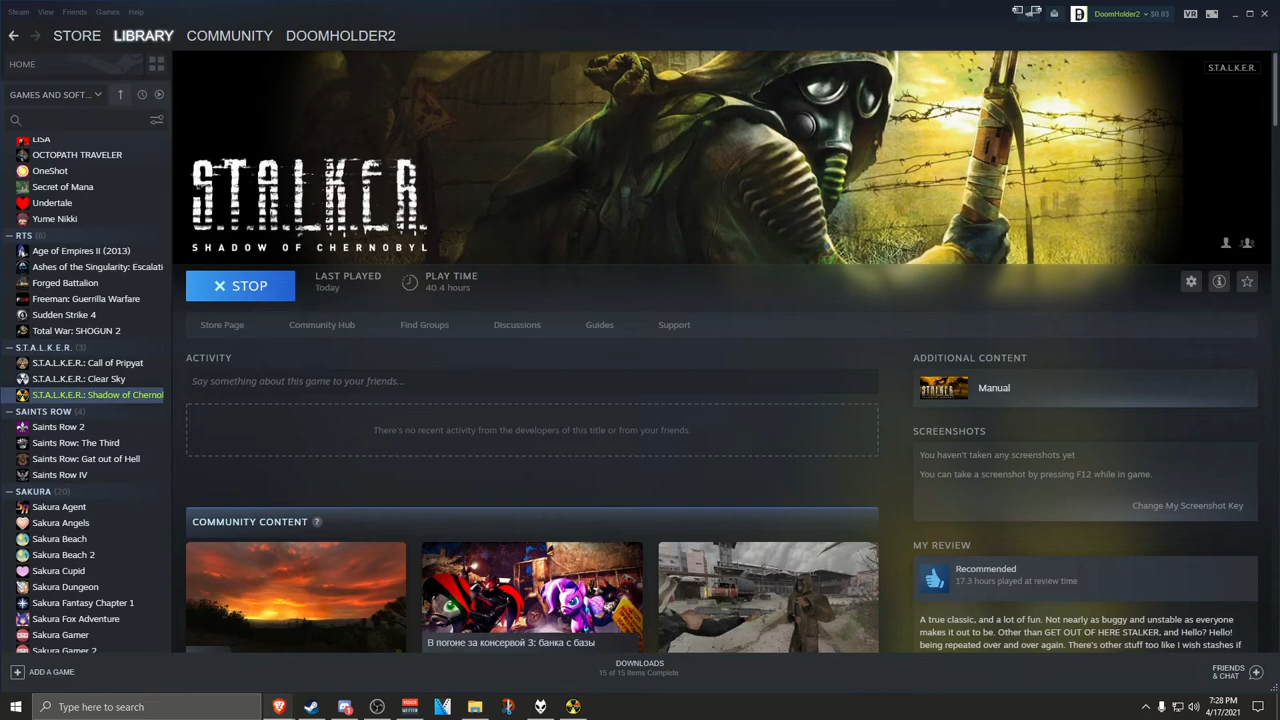 Steam View Friends Games Help
DoomHolder2 $0.03
VR
STORE LIBRARY COMMUNITY DOOMHOLDER2
HOME
GAMES AND SOFT...
LISA
OCTOPATH TRAVELER
OneShot
Secret of Mana
Undertale
Yume Nikki
RTS (6)
Age of Empires II (2013)
Ashes of the Singularity: Escalati
Forged Battalion
Freeman: Guerrilla Warfare
Sudden Strike 4
Total War: SHOGUN 2
S.T.A.L.K.E.R. (3)
S.T.A.L.K.E.R.: Call of Pripyat
S.T.A.L.K.E.R.: Clear Sky
S.T.A.L.K.E.R.: Shadow of Chernol
SAINTS ROW (4)
Saints Row 2
Saints Row: The Third
Saints Row: Gat out of Hell
Saints Row IV
SAKURA (20)
Sakura Agent
Sakura Angels
Sakura Beach
Sakura Beach 2
Sakura Cupid
Sakura Dungeon
Sakura Fantasy Chapter 1
Sakura Fox Adventure
Sakura Gamer
Sakura Gamer 2
ADD A GAME
S.T.A.L.K.E.R.
S.T.A.L.K.E.R.
SHADOW OF CHERNOBYL
STOP
LAST PLAYED
Today
PLAY TIME
40.4 hours
Store Page Community Hub Find Groups Discussions Guides Support
ACTIVITY
Say something about this game to your friends...
There's no recent activity from the developers of this title or from your friends.
COMMUNITY CONTENT ?
В погоне за консервой 3: банка с базы
ADDITIONAL CONTENT
Manual
SCREENSHOTS
You haven't taken any screenshots yet
You can take a screenshot by pressing F12 while in game.
Change My Screenshot Key
MY REVIEW
Recommended
17.3 hours played at review time
A true classic, and a lot of fun. Not nearly as buggy and unstable as everyone
makes it out to be. Other than GET OUT OF HERE STALKER, and Hello? Hello!
being repeated over and over again. There's other stuff too like I wish stashes if
DOWNLOADS
15 of 15 Items Complete
FRIENDS
& CHAT
Type here to search
7:28 PM
4/17/2021